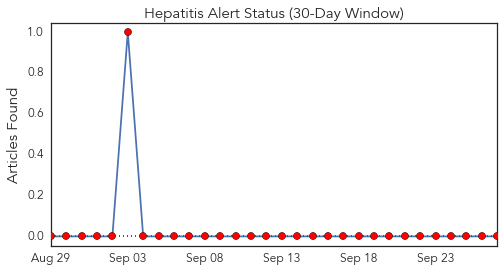 Hepatitis Alert Status (30-Day Window)
Articles Found
1.0
0.8
0.6
0.4
0.2
0.0
Aug 29 Sep 03 Sep 08 Sep 13 Sep 18 Sep 23